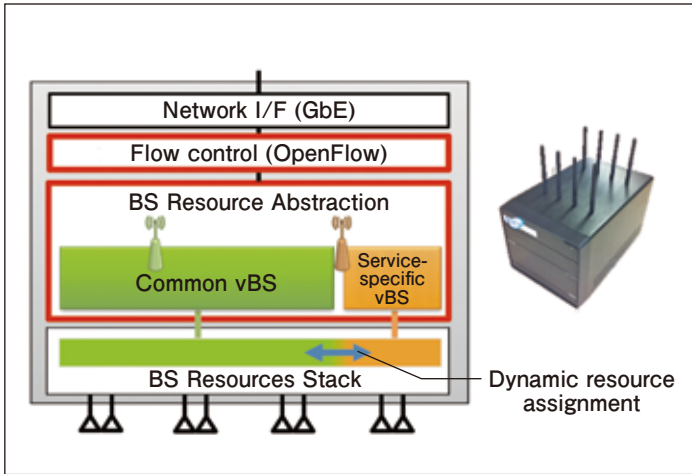 Network I/F (GbE)
Flow control (OpenFlow)
BS Resource Abstraction
Common vBS
Service-
specific
vBS
BS Resources Stack
Dynamic resource
assignment